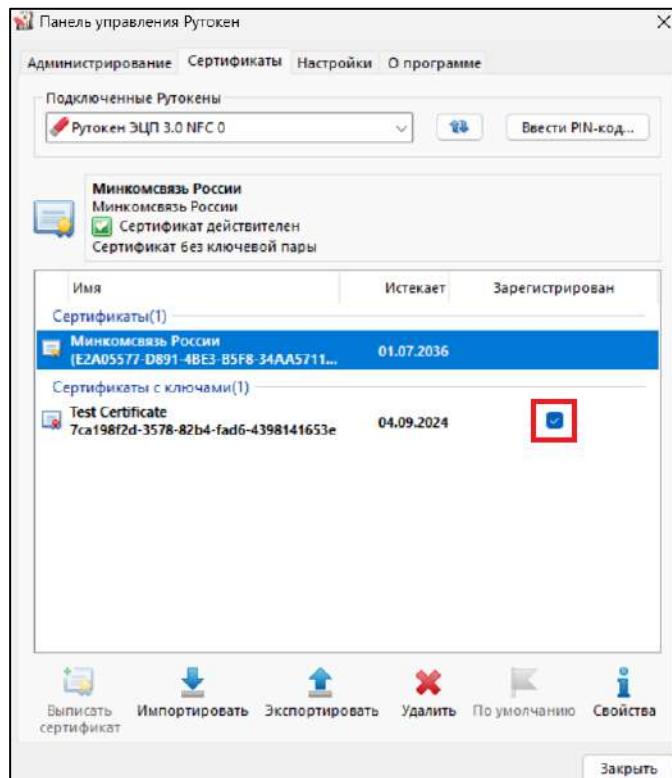 Панель управления Рутокен
Администрирование Сертификаты Настройки О программе
Подключенные Рутокены
Рутокен ЭЦП 3.0 NFC 0
Ввести PIN-код...
Минкомсвязь России
Минкомсвязь России
Сертификат действителен
Сертификат без ключевой пары
Имя Истекает Зарегистрирован
Сертификаты(1)
Минкомсвязь России
(E2A05577-D891-4BE3-B5F8-34AA5711... 01.07.2036
Сертификаты с ключами(1)
Test Certificate
7ca198f2d-3578-82b4-fad6-4398141653e 04.09.2024
Выписать сертификат Импортировать Экспортировать Удалить По умолчанию Свойства
Закрыть